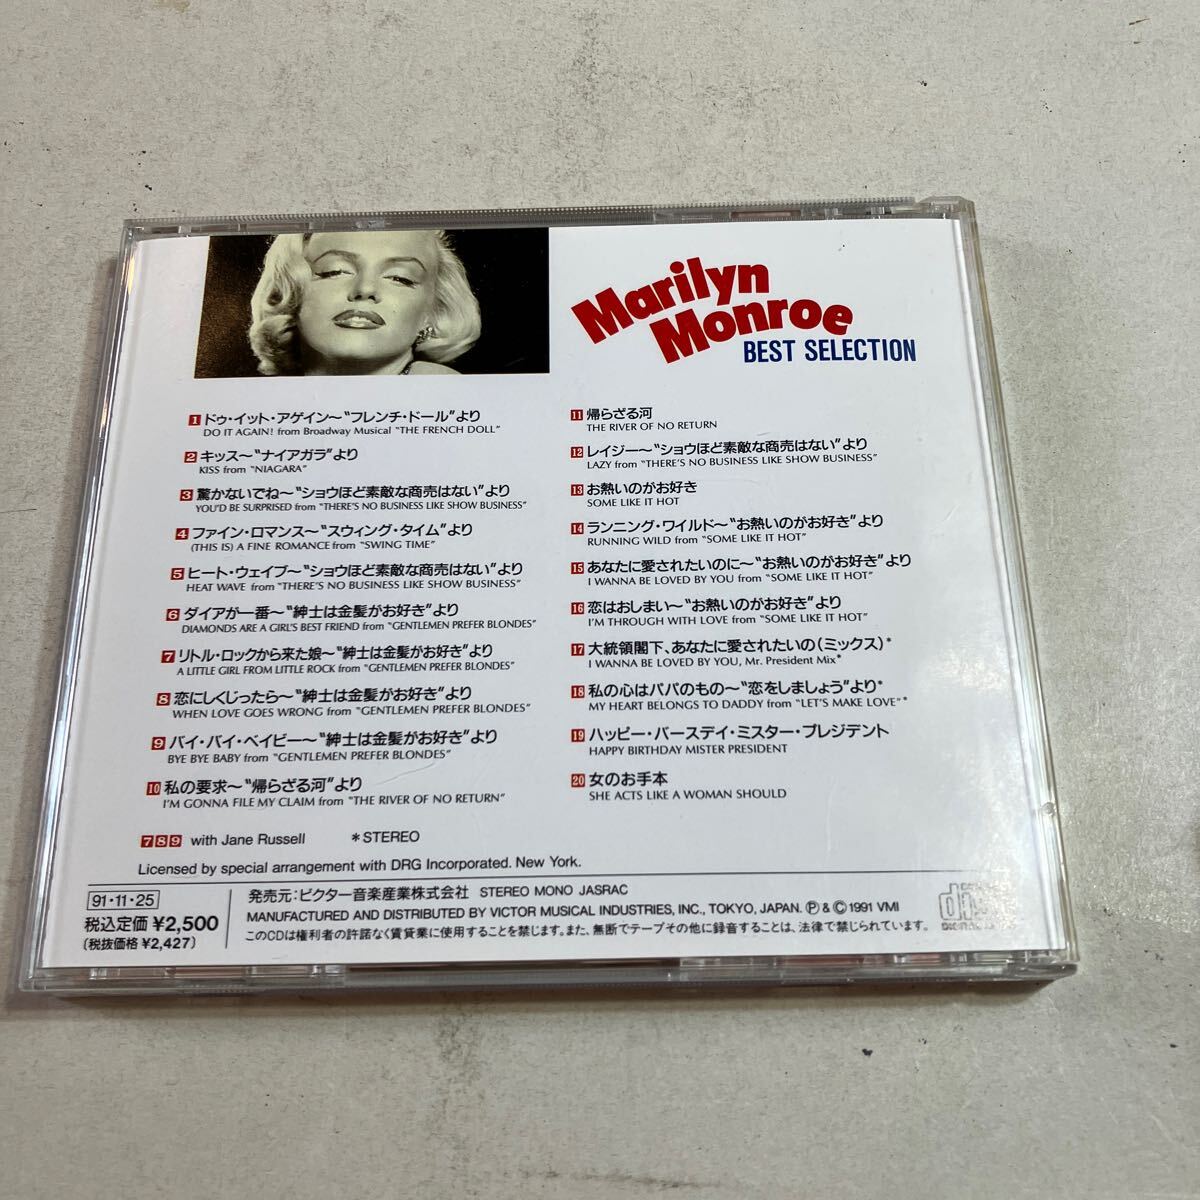 Marilyn
Monroe
BEST SELECTION
1 ドゥ・イット・アゲイン〜“フレンチ・ドール”より
DO IT AGAIN! from Broadway Musical “THE FRENCH DOLL”
2 キッス〜“ナイアガラ”より
KISS from “NIAGARA”
3 驚かないでね〜“ショウほど素敵な商売はない”より
YOU'D BE SURPRISED from “THERE'S NO BUSINESS LIKE SHOW BUSINESS”
4 ファイン・ロマンス〜“スウィング・タイム”より
(THIS IS) A FINE ROMANCE from “SWING TIME”
5 ヒート・ウェイブ〜“ショウほど素敵な商売はない”より
HEAT WAVE from “THERE'S NO BUSINESS LIKE SHOW BUSINESS”
6 ダイアが一番〜“紳士は金髪がお好き”より
DIAMONDS ARE A GIRL'S BEST FRIEND from “GENTLEMEN PREFER BLONDES”
7 リトル・ロックから来た娘〜“紳士は金髪がお好き”より
A LITTLE GIRL FROM LITTLE ROCK from “GENTLEMEN PREFER BLONDES”
8 恋にしくじったら〜“紳士は金髪がお好き”より
WHEN LOVE GOES WRONG from “GENTLEMEN PREFER BLONDES”
9 バイ・バイ・ベイビー〜“紳士は金髪がお好き”より
BYE BYE BABY from “GENTLEMEN PREFER BLONDES”
10 私の要求〜“帰らざる河”より
I'M GONNA FILE MY CLAIM from “THE RIVER OF NO RETURN”
11 帰らざる河
THE RIVER OF NO RETURN
12 レイジー〜“ショウほど素敵な商売はない”より
LAZY from “THERE'S NO BUSINESS LIKE SHOW BUSINESS”
13 お熱いのがお好き
SOME LIKE IT HOT
14 ランニング・ワイルド〜“お熱いのがお好き”より
RUNNING WILD from “SOME LIKE IT HOT”
15 あなたに愛されたいのに〜“お熱いのがお好き”より
I WANNA BE LOVED BY YOU from “SOME LIKE IT HOT”
16 恋はおしまい〜“お熱いのがお好き”より
I'M THROUGH WITH LOVE from “SOME LIKE IT HOT”
17 大統領閣下、あなたに愛されたいの（ミックス）*
I WANNA BE LOVED BY YOU, Mr. President Mix*
18 私の心はパパのもの〜“恋をしましょう”より*
MY HEART BELONGS TO DADDY from “LET'S MAKE LOVE”*
19 ハッピー・バースデイ・ミスター・プレジデント
HAPPY BIRTHDAY MISTER PRESIDENT
20 女のお手本
SHE ACTS LIKE A WOMAN SHOULD
7 8 9 with Jane Russell *STEREO
Licensed by special arrangement with DRG Incorporated. New York.
91・11・25
税込定価 ¥2,500
（税抜価格 ¥2,427）
発売元：ビクター音楽産業株式会社 STEREO MONO JASRAC
MANUFACTURED AND DISTRIBUTED BY VICTOR MUSICAL INDUSTRIES, INC., TOKYO, JAPAN. Ⓟ & Ⓒ 1991 VMI
このCDは権利者の許諾なく賃貸業に使用することを禁じます。また、無断でテープその他に録音することは、法律で禁じられています。